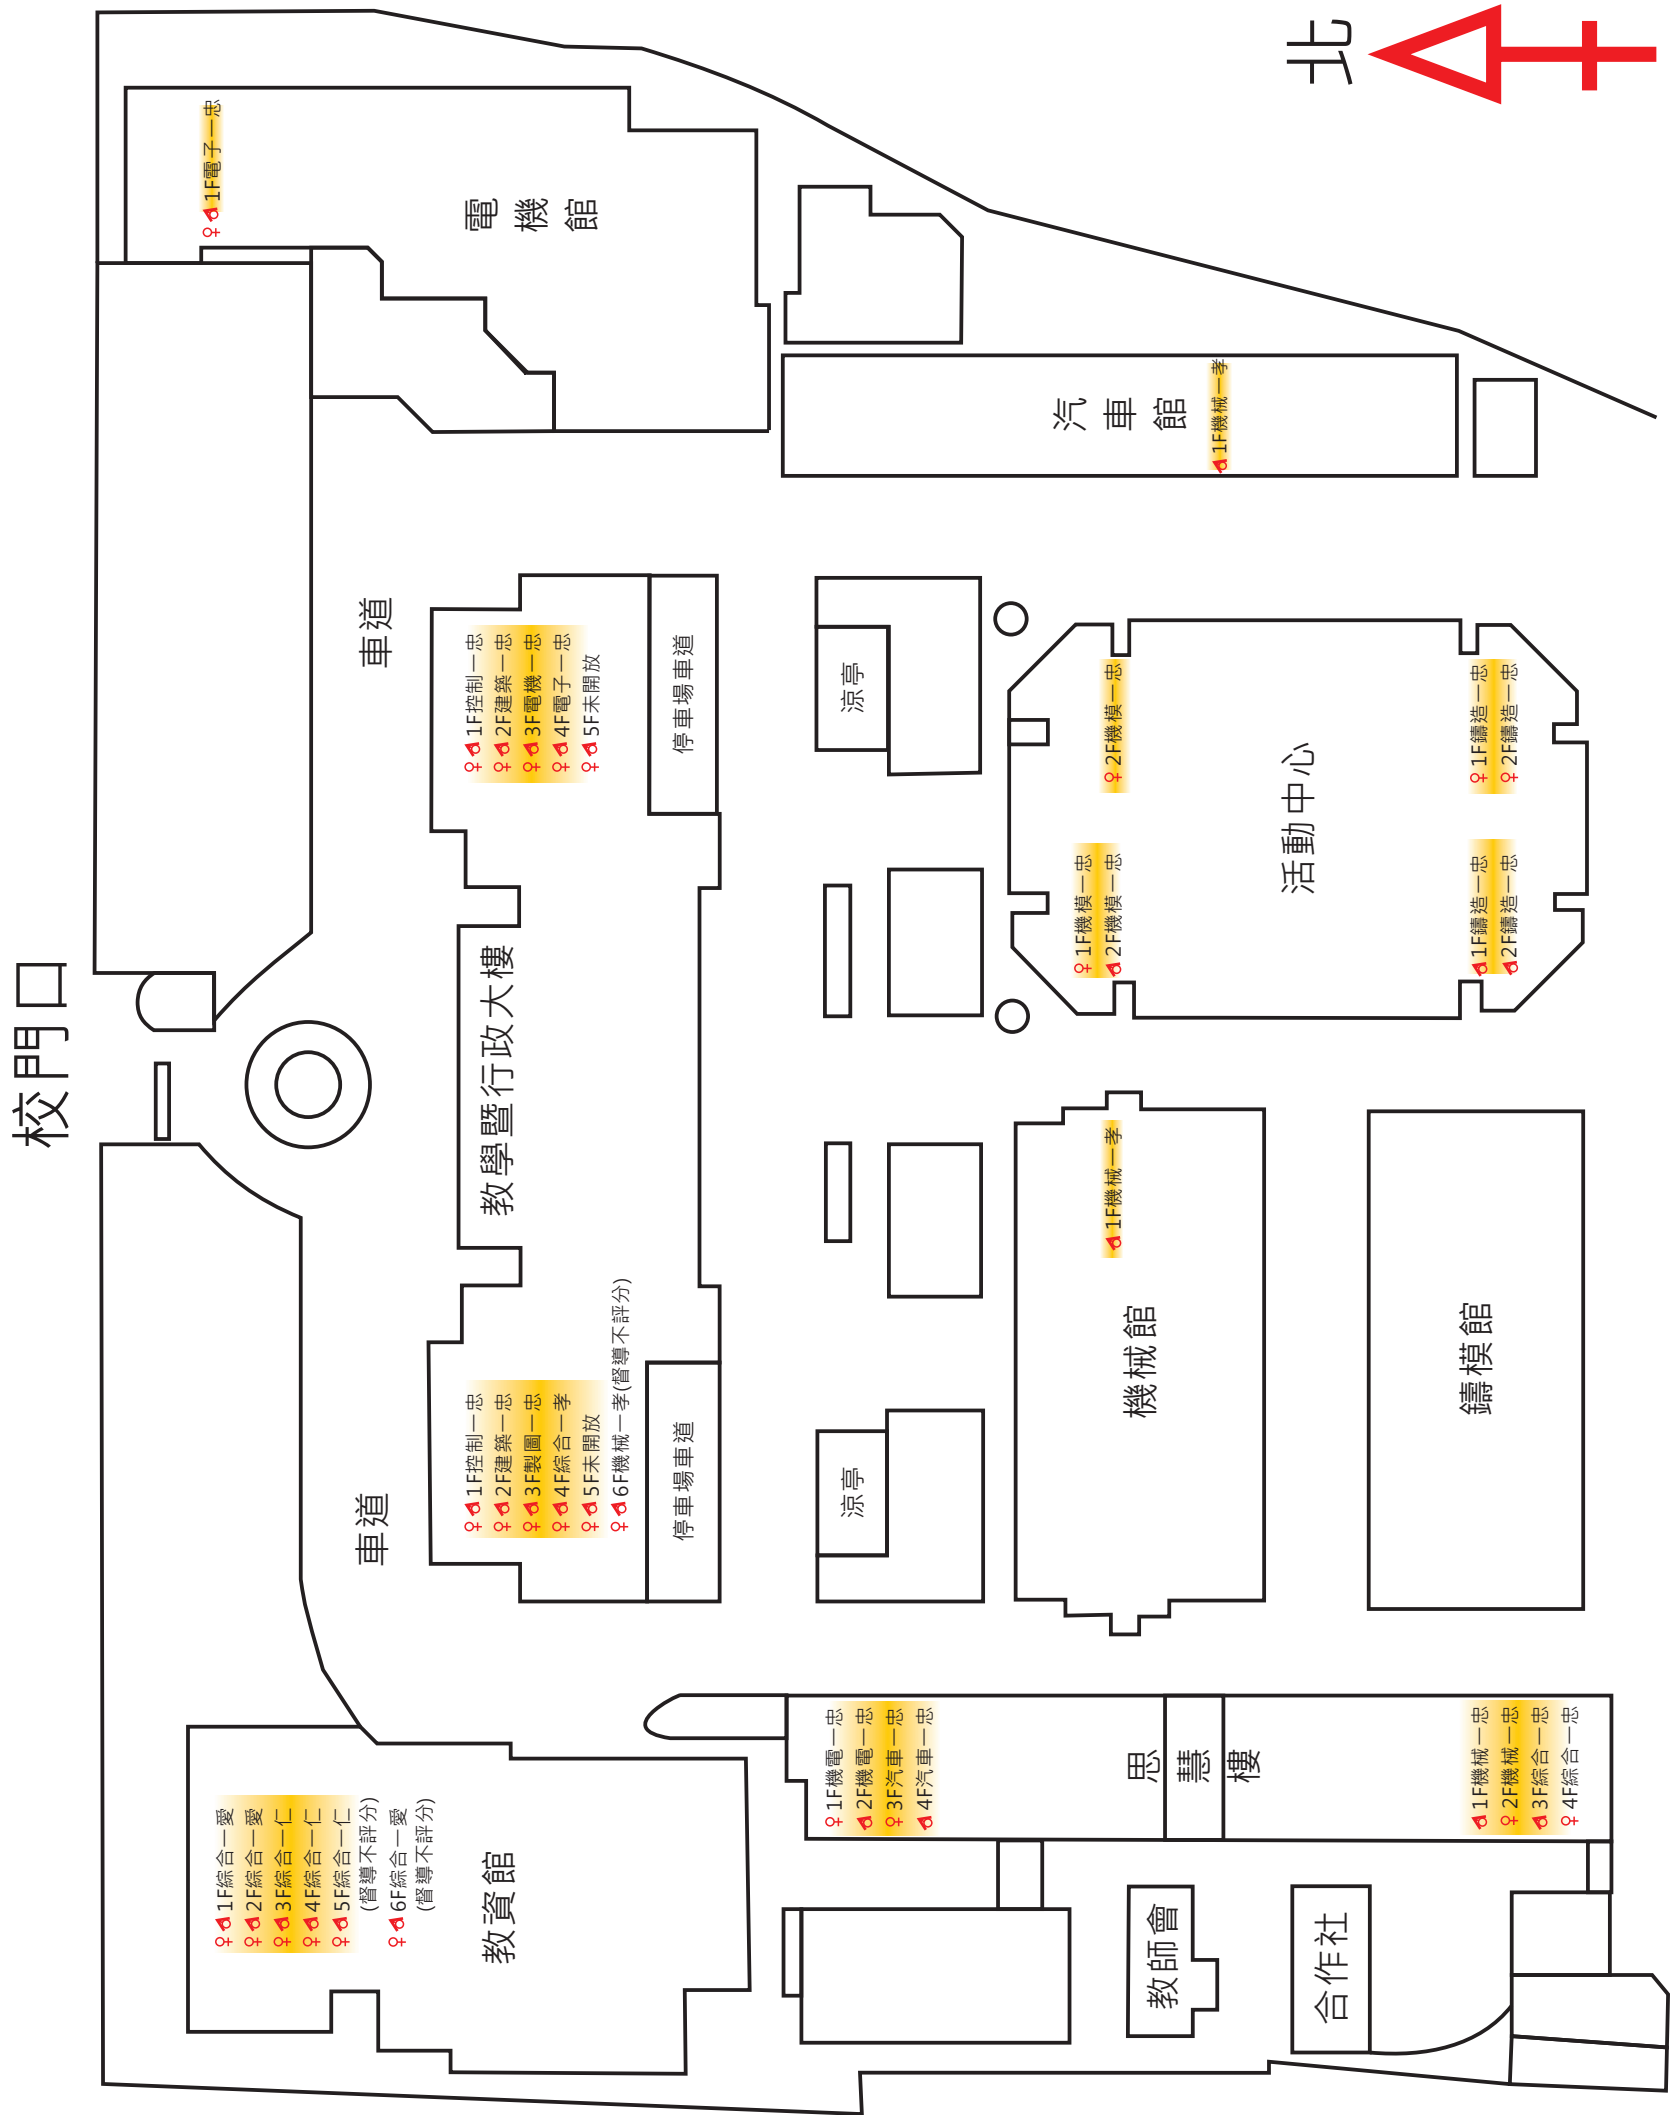 北
校門口
1F電子一忠
電機館
汽車館
1F機械一孝
車道
1F控制一忠
2F建築一忠
3F電機一忠
4F電子一忠
5F未開放
停車場車道
涼亭
2F機模一忠
1F鑄造一忠
2F鑄造一忠
活動中心
1F機模一忠
2F機模一忠
1F鑄造一忠
2F鑄造一忠
教學暨行政大樓
1F機械一孝
機械館
鑄模館
車道
1F控制一忠
2F建築一忠
3F製圖一忠
4F綜合一孝
5F未開放
6F機械一孝(督導不評分)
停車場車道
涼亭
1F機電一忠
2F機電一忠
3F汽車一忠
4F汽車一忠
思慧樓
1F機械一忠
2F機械一忠
3F綜合一忠
4F綜合一忠
1F綜合一愛
2F綜合一愛
3F綜合一仁
4F綜合一仁
5F綜合一仁
(督導不評分)
6F綜合一愛
(督導不評分)
教資館
教師會
合作社